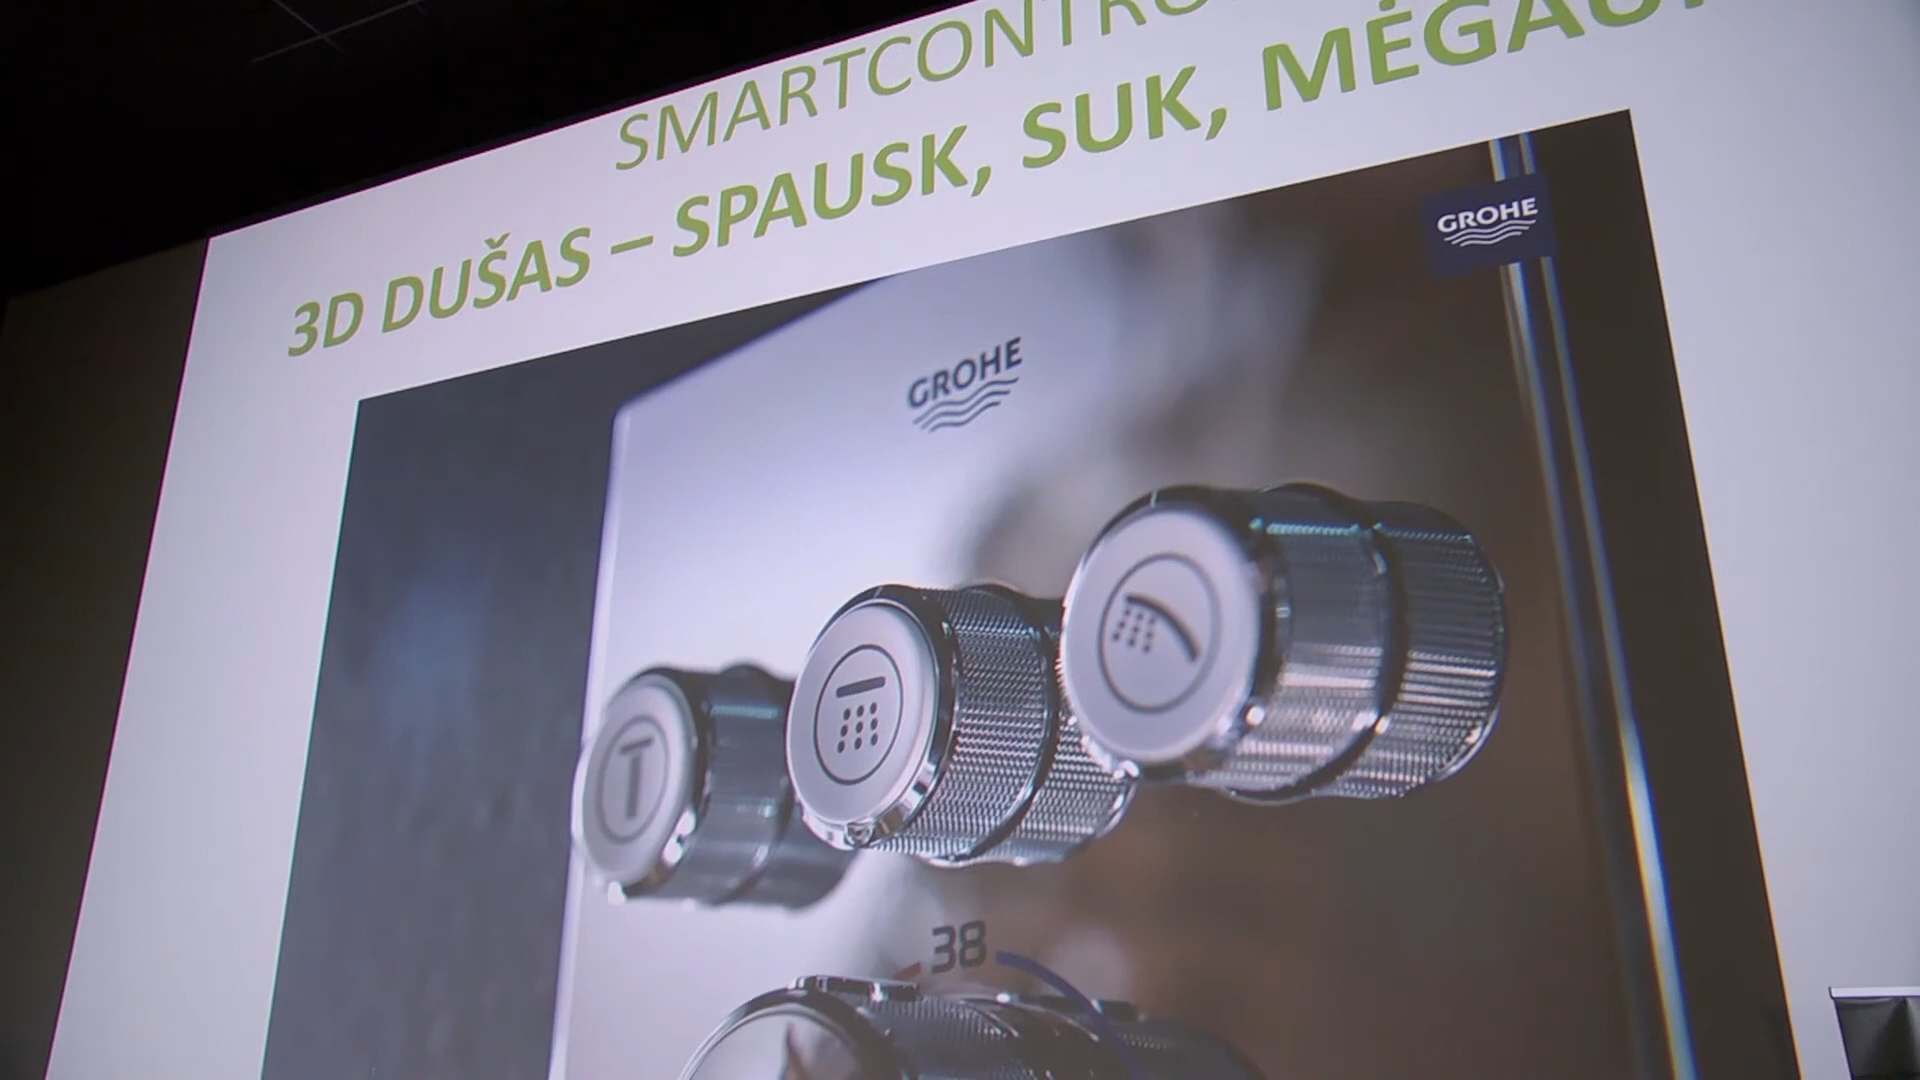 SMARTCONTRO
3D DUŠAS – SPAUSK, SUK, MĖGAU
GROHE
GROHE
38